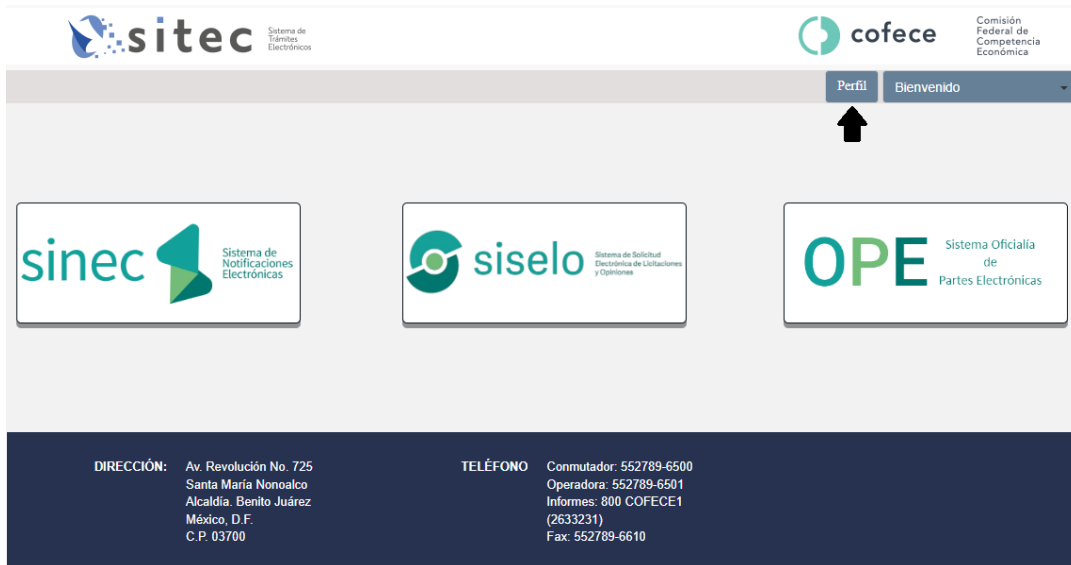 sitec
Sistema de
Trámites
Electrónicos
cofece
Comisión
Federal de
Competencia
Económica
Perfil
Bienvenido
sinec
Sistema de
Notificaciones
Electrónicas
siselo
Sistema de Solicitud
Electrónica de Licitaciones
y Opiniones
OPE
Sistema Oficialía
de
Partes Electrónicas
DIRECCIÓN:
Av. Revolución No. 725
Santa María Nonoalco
Alcaldía. Benito Juárez
México, D.F.
C.P. 03700
TELÉFONO
Conmutador: 552789-6500
Operadora: 552789-6501
Informes: 800 COFECE1
(2633231)
Fax: 552789-6610